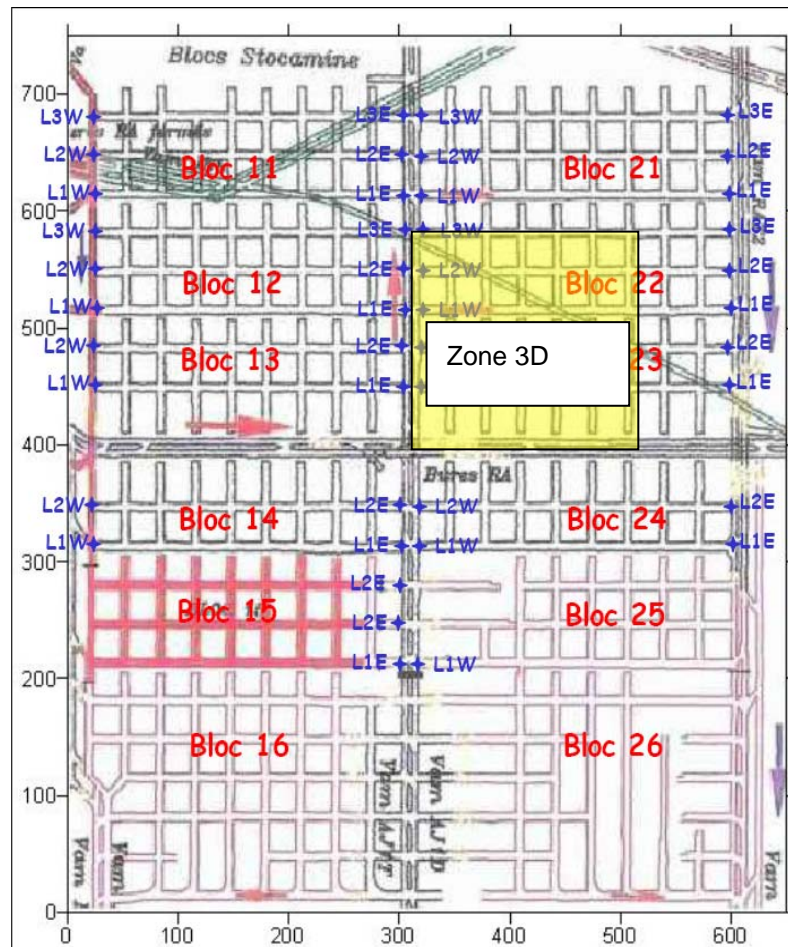 Blocs Stocamine
Va
700
L3W L3E L3W L3E
L2W L2E L2W L2E
Bloc 11 Bloc 21
L1W L1E L1W L1E
600
L3W L3E L3W L3E
L2W L2E L2W L2E
Bloc 12 Bloc 22
L1W L1E L1W L1E
500
L2W L2E Zone 3D L2E
Bloc 13 23
L1W L1E L1E
400
Bures RA
L2W L2E L2W L2E
Bloc 14 Bloc 24
L1W L1E L1W L1E
300
L2E
Bloc 15 Bloc 25
L2E
L1E L1W
200
Bloc 16 Bloc 26
100
Varn Varn
0
0 100 200 300 400 500 600